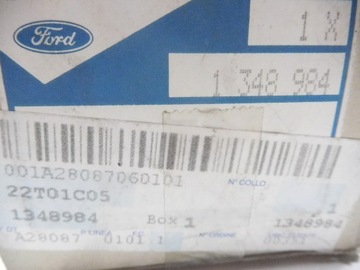 Ford
1 X
1 348 984
001A28087060101
N° COLLO
22T01C05
1
1348984 Box 1 1348984
A28087 0101 1